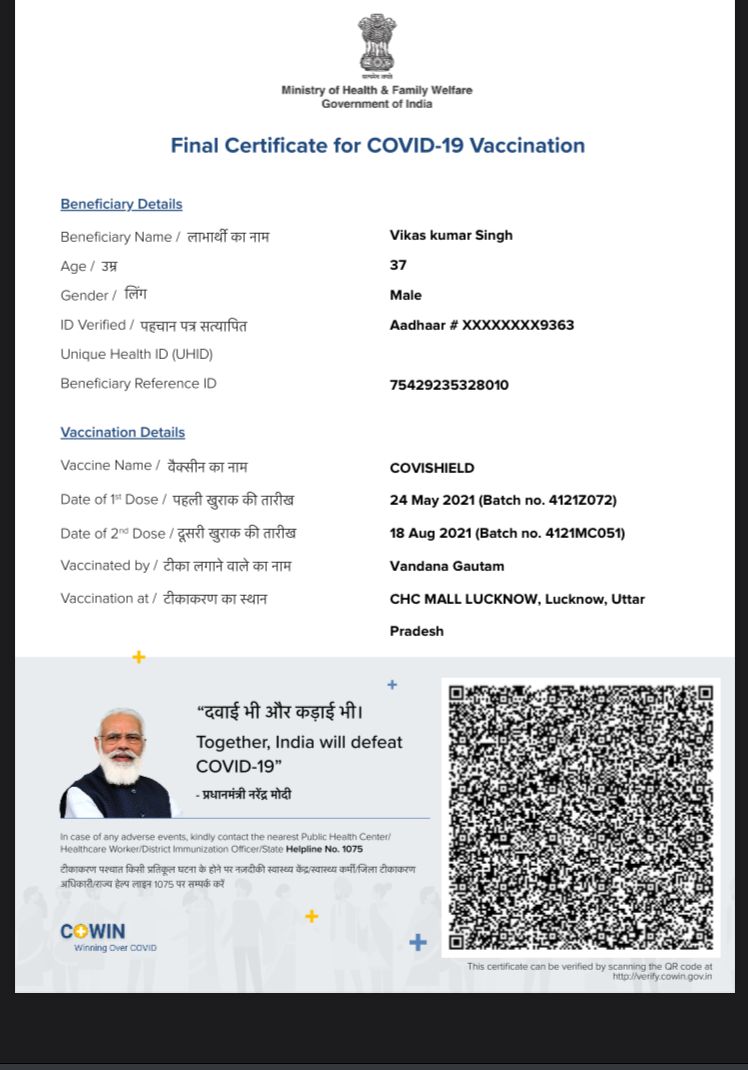 सत्यमेव जयते
Ministry of Health & Family Welfare
Government of India
Final Certificate for COVID-19 Vaccination
Beneficiary Details
Beneficiary Name / लाभार्थी का नाम Vikas kumar Singh
Age / उम्र 37
Gender / लिंग Male
ID Verified / पहचान पत्र सत्यापित Aadhaar # XXXXXXXX9363
Unique Health ID (UHID)
Beneficiary Reference ID 75429235328010
Vaccination Details
Vaccine Name / वैक्सीन का नाम COVISHIELD
Date of 1st Dose / पहली खुराक की तारीख 24 May 2021 (Batch no. 4121Z072)
Date of 2nd Dose / दूसरी खुराक की तारीख 18 Aug 2021 (Batch no. 4121MC051)
Vaccinated by / टीका लगाने वाले का नाम Vandana Gautam
Vaccination at / टीकाकरण का स्थान CHC MALL LUCKNOW, Lucknow, Uttar
Pradesh
“दवाई भी और कड़ाई भी।
Together, India will defeat
COVID-19”
- प्रधानमंत्री नरेंद्र मोदी
In case of any adverse events, kindly contact the nearest Public Health Center/
Healthcare Worker/District Immunization Officer/State Helpline No. 1075
टीकाकरण पश्चात किसी प्रतिकूल घटना के होने पर नज़दीकी स्वास्थ्य केंद्र/स्वास्थ्य कर्मी/जिला टीकाकरण
अधिकारी/राज्य हेल्प लाइन 1075 पर सम्पर्क करें
COWIN
Winning Over COVID
This certificate can be verified by scanning the QR code at
http://verify.cowin.gov.in